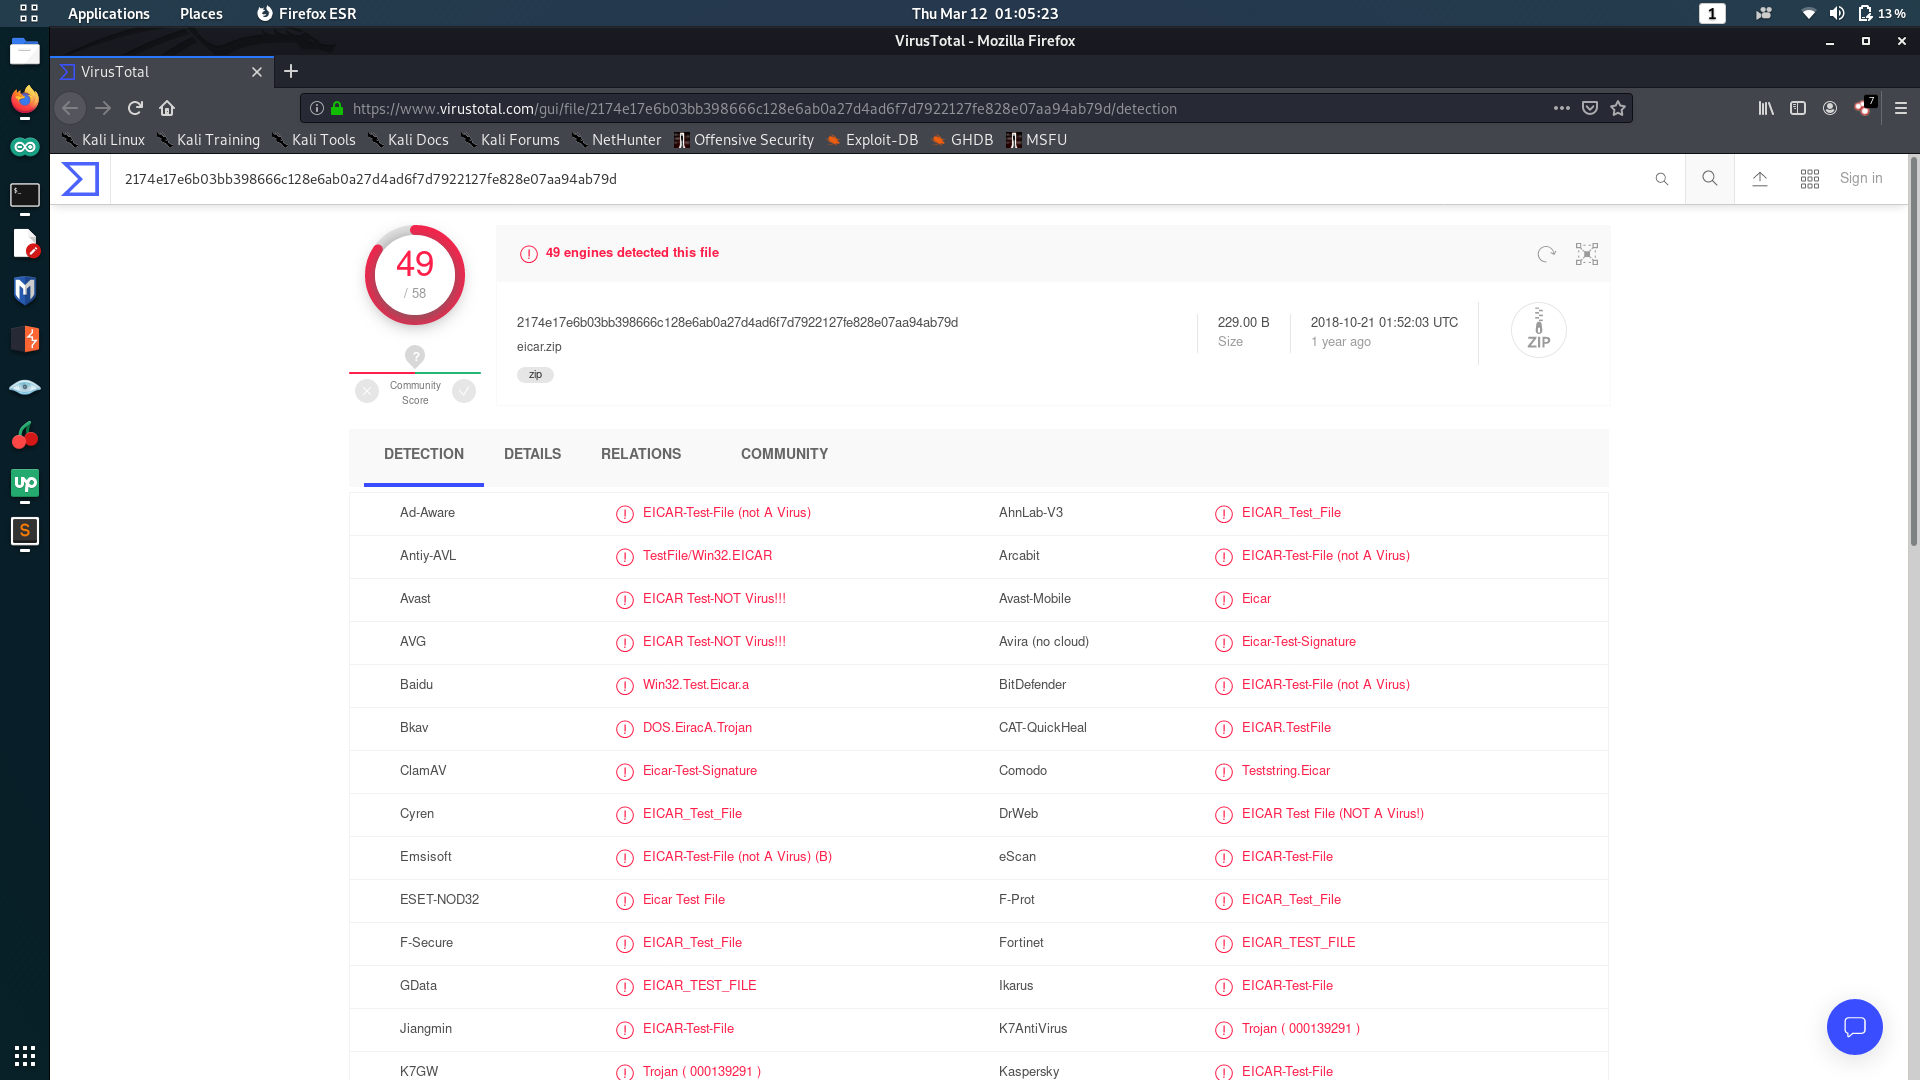 Applications Places Firefox ESR Thu Mar 12 01:05:23 1 13 %
VirusTotal - Mozilla Firefox
VirusTotal
https://www.virustotal.com/gui/file/2174e17e6b03bb398666c128e6ab0a27d4ad6f7d7922127fe828e07aa94ab79d/detection 7
Kali Linux Kali Training Kali Tools Kali Docs Kali Forums NetHunter Offensive Security Exploit-DB GHDB MSFU
2174e17e6b03bb398666c128e6ab0a27d4ad6f7d7922127fe828e07aa94ab79d Sign in
49
/ 58
?
Community
Score
49 engines detected this file
2174e17e6b03bb398666c128e6ab0a27d4ad6f7d7922127fe828e07aa94ab79d
eicar.zip
zip
229.00 B
Size
2018-10-21 01:52:03 UTC
1 year ago
ZIP
DETECTION DETAILS RELATIONS COMMUNITY
Ad-Aware EICAR-Test-File (not A Virus) AhnLab-V3 EICAR_Test_File
Antiy-AVL TestFile/Win32.EICAR Arcabit EICAR-Test-File (not A Virus)
Avast EICAR Test-NOT Virus!!! Avast-Mobile Eicar
AVG EICAR Test-NOT Virus!!! Avira (no cloud) Eicar-Test-Signature
Baidu Win32.Test.Eicar.a BitDefender EICAR-Test-File (not A Virus)
Bkav DOS.EiracA.Trojan CAT-QuickHeal EICAR.TestFile
ClamAV Eicar-Test-Signature Comodo Teststring.Eicar
Cyren EICAR_Test_File DrWeb EICAR Test File (NOT A Virus!)
Emsisoft EICAR-Test-File (not A Virus) (B) eScan EICAR-Test-File
ESET-NOD32 Eicar Test File F-Prot EICAR_Test_File
F-Secure EICAR_Test_File Fortinet EICAR_TEST_FILE
GData EICAR_TEST_FILE Ikarus EICAR-Test-File
Jiangmin EICAR-Test-File K7AntiVirus Trojan ( 000139291 )
K7GW Trojan ( 000139291 ) Kaspersky EICAR-Test-File